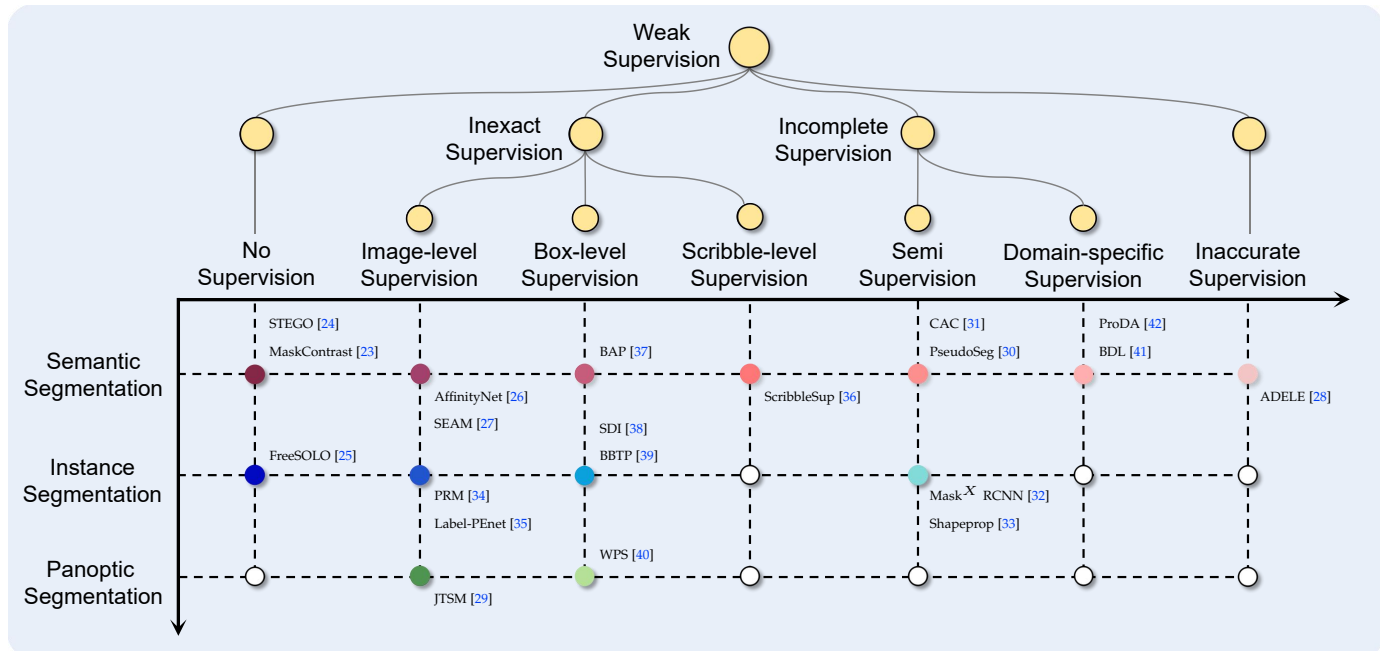 Weak
Supervision
Inexact
Supervision
Incomplete
Supervision
No
Supervision
Image-level
Supervision
Box-level
Supervision
Scribble-level
Supervision
Semi
Supervision
Domain-specific
Supervision
Inaccurate
Supervision
Semantic
Segmentation
STEGO [24]
MaskContrast [23]
AffinityNet [26]
SEAM [27]
BAP [37]
ScribbleSup [36]
CAC [31]
PseudoSeg [30]
ProDA [42]
BDL [41]
ADELE [28]
Instance
Segmentation
FreeSOLO [25]
PRM [34]
Label-PEnet [35]
SDI [38]
BBTP [39]
Mask^X RCNN [32]
Shapeprop [33]
Panoptic
Segmentation
JTSM [29]
WPS [40]